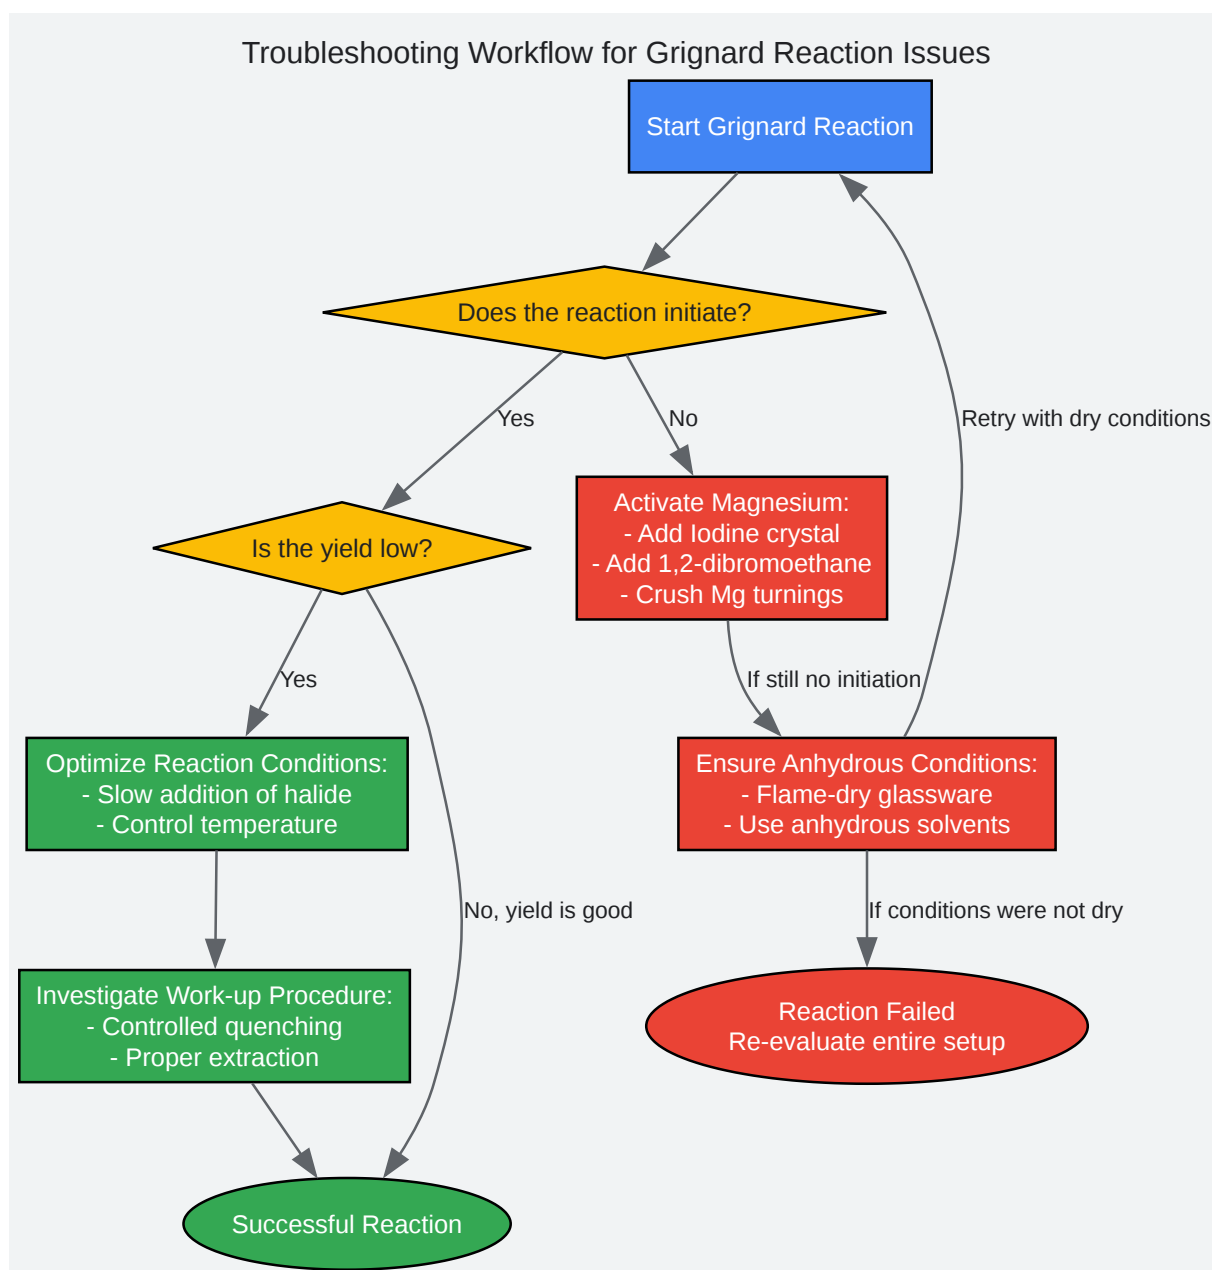 Troubleshooting Workflow for Grignard Reaction Issues
Start Grignard Reaction
Does the reaction initiate?
Yes
No
Retry with dry conditions
Is the yield low?
Activate Magnesium:
- Add Iodine crystal
- Add 1,2-dibromoethane
- Crush Mg turnings
Yes
If still no initiation
Optimize Reaction Conditions:
- Slow addition of halide
- Control temperature
Ensure Anhydrous Conditions:
- Flame-dry glassware
- Use anhydrous solvents
No, yield is good
If conditions were not dry
Investigate Work-up Procedure:
- Controlled quenching
- Proper extraction
Reaction Failed
Re-evaluate entire setup
Successful Reaction